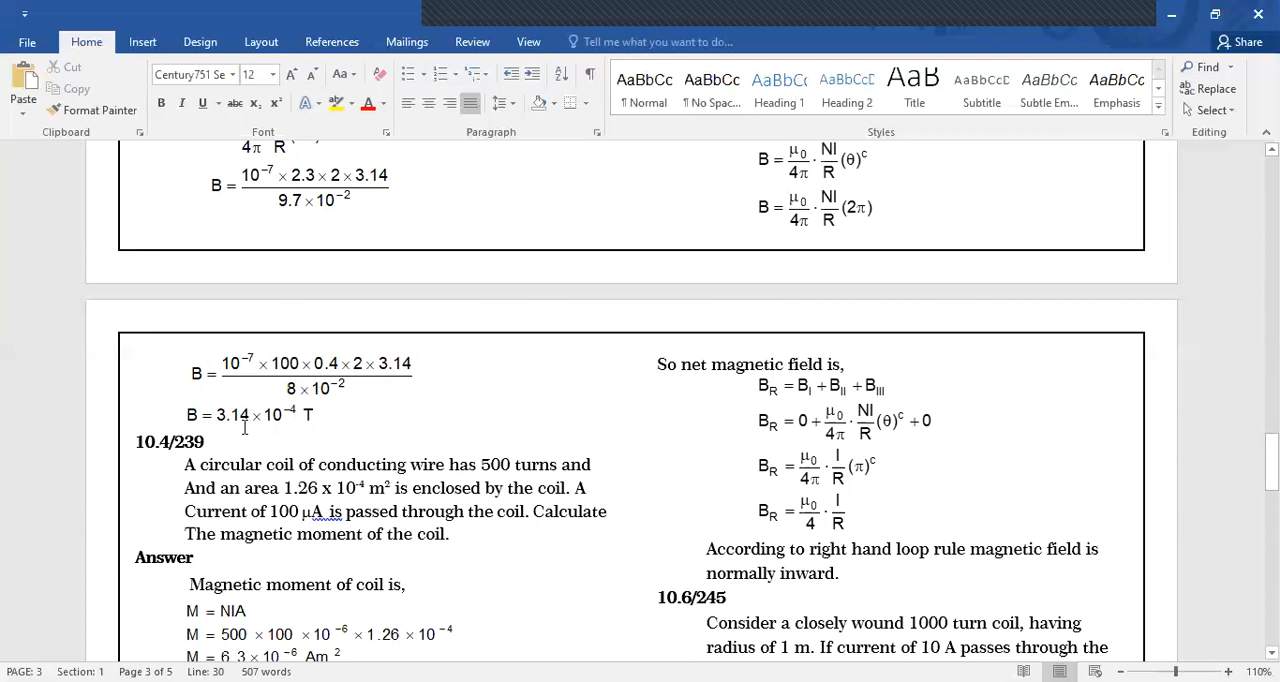 File Home Insert Design Layout References Mailings Review View Tell me what you want to do... Share
Paste Cut Copy Format Painter
Century751 Se 12
AaBbCc AaBbCc AaBbCc AaBbCcC AaB AaBbCcC AaBbCcC AaBbCc
¶ Normal ¶ No Spac... Heading 1 Heading 2 Title Subtitle Subtle Em... Emphasis
Find Replace Select
Clipboard Font Paragraph Styles Editing
4π R
B = 10⁻⁷ × 2.3 × 2 × 3.14 / 9.7 × 10⁻²
B = μ₀/4π · NI/R (θ)ᶜ
B = μ₀/4π · NI/R (2π)
B = 10⁻⁷ × 100 × 0.4 × 2 × 3.14 / 8 × 10⁻²
B = 3.14 × 10⁻⁴ T
10.4/239
A circular coil of conducting wire has 500 turns and
And an area 1.26 x 10⁻⁴ m² is enclosed by the coil. A
Current of 100 μA is passed through the coil. Calculate
The magnetic moment of the coil.
Answer
Magnetic moment of coil is,
M = NIA
M = 500 × 100 × 10⁻⁶ × 1.26 × 10⁻⁴
M = 6.3 × 10⁻⁶ Am²
So net magnetic field is,
B_R = B_I + B_II + B_III
B_R = 0 + μ₀/4π · NI/R (θ)ᶜ + 0
B_R = μ₀/4π · I/R (π)ᶜ
B_R = μ₀/4 · I/R
According to right hand loop rule magnetic field is
normally inward.
10.6/245
Consider a closely wound 1000 turn coil, having
radius of 1 m. If current of 10 A passes through the
PAGE: 3 Section: 1 Page 3 of 5 Line: 30 507 words 110%